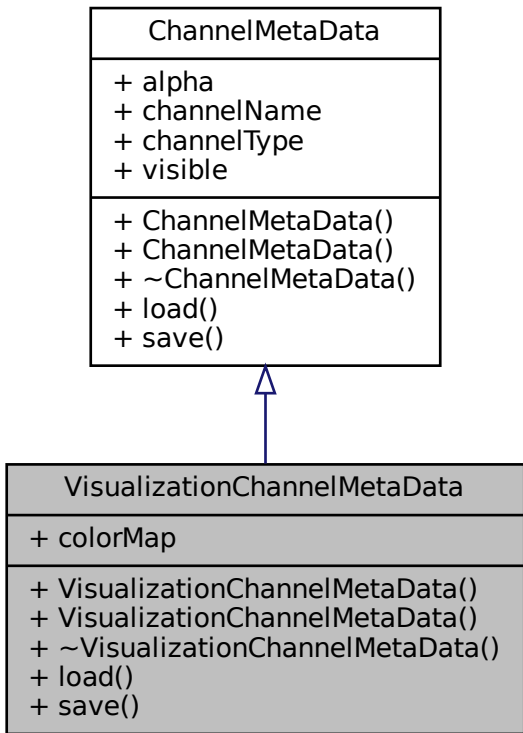 ChannelMetaData
+ alpha
+ channelName
+ channelType
+ visible
+ ChannelMetaData()
+ ChannelMetaData()
+ ~ChannelMetaData()
+ load()
+ save()
VisualizationChannelMetaData
+ colorMap
+ VisualizationChannelMetaData()
+ VisualizationChannelMetaData()
+ ~VisualizationChannelMetaData()
+ load()
+ save()